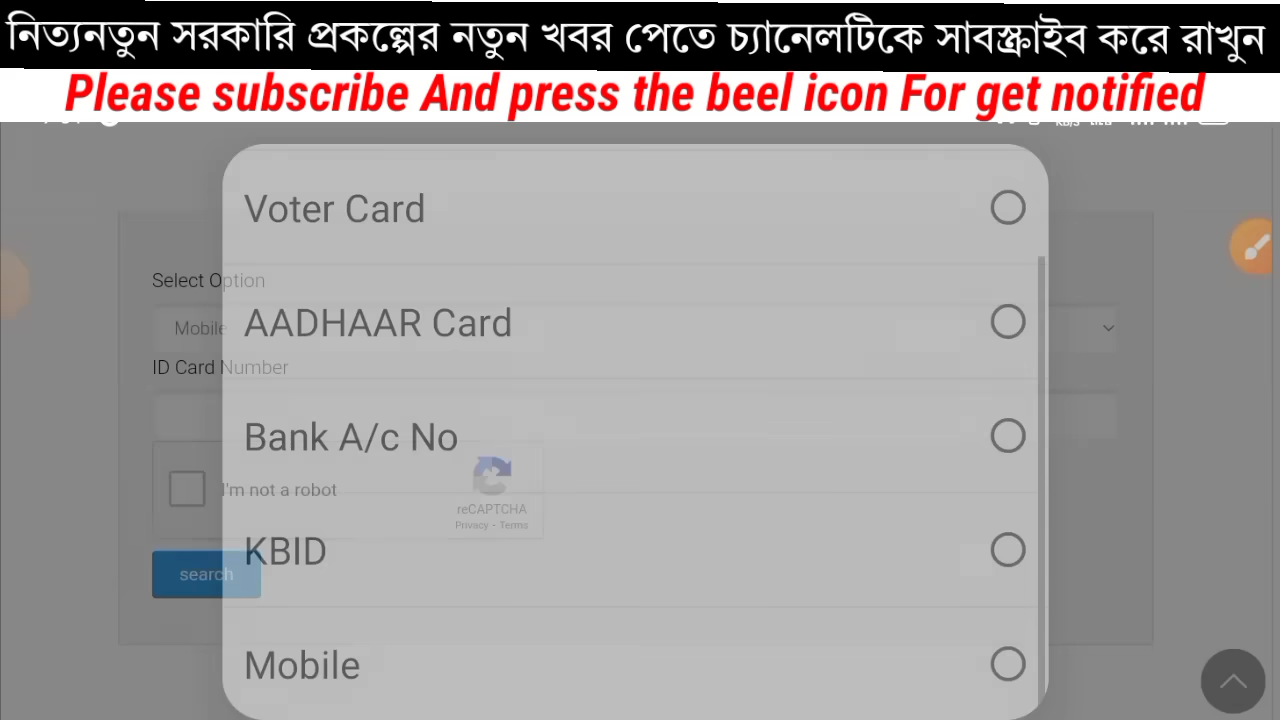 নিত্যনতুন সরকারি প্রকল্পের নতুন খবর পেতে চ্যানেলটিকে সাবস্ক্রাইব করে রাখুন
Please subscribe And press the beel icon For get notified
Voter Card
Select Option
Mobile
AADHAAR Card
ID Card Number
Bank A/c No
I'm not a robot
reCAPTCHA
Privacy - Terms
KBID
search
Mobile